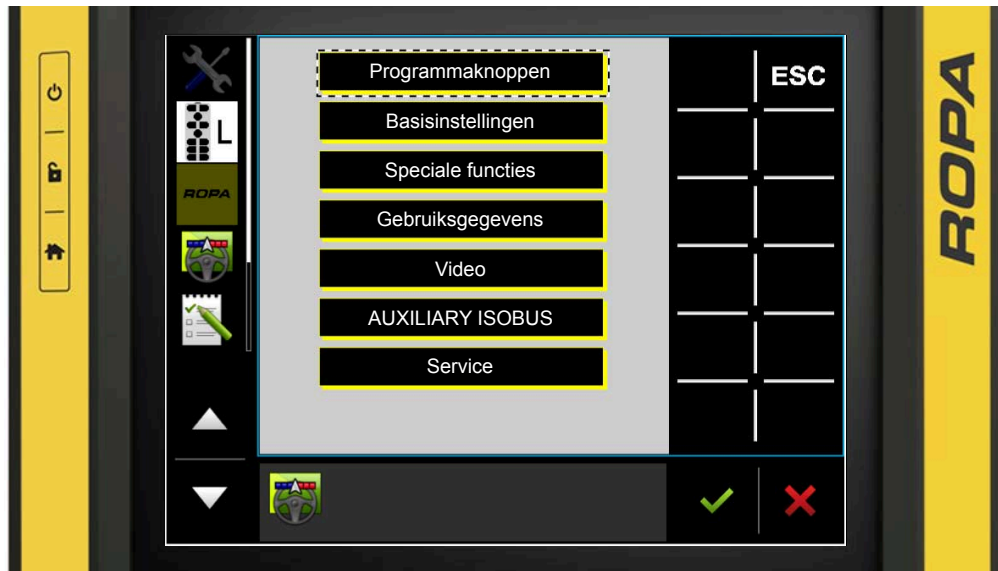 Programmaknoppen
ESC
Basisinstellingen
L
Speciale functies
ROPA
Gebruiksgegevens
Video
AUXILIARY ISOBUS
Service
ROPA